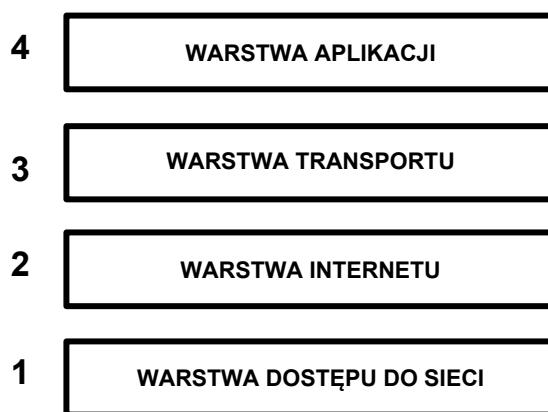 4 WARSTWA APLIKACJI
3 WARSTWA TRANSPORTU
2 WARSTWA INTERNETU
1 WARSTWA DOSTĘPU DO SIECI